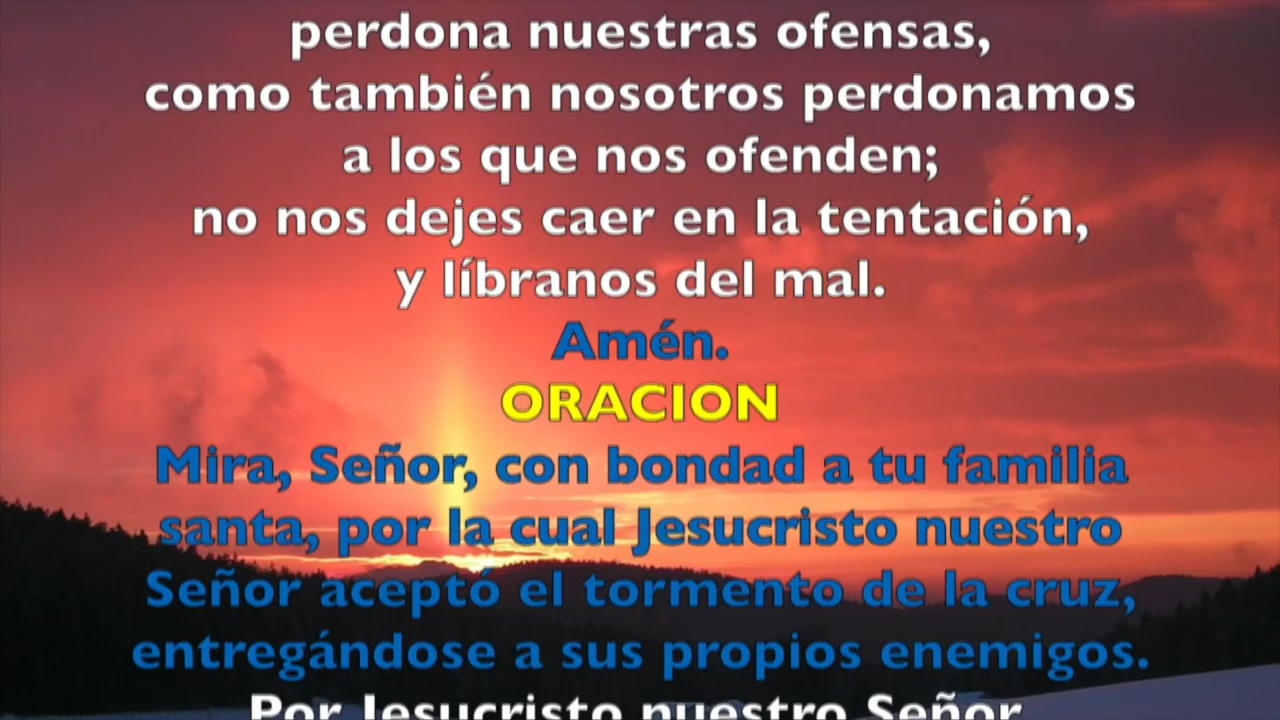 perdona nuestras ofensas,
como también nosotros perdonamos
a los que nos ofenden;
no nos dejes caer en la tentación,
y líbranos del mal.
Amén.
ORACION
Mira, Señor, con bondad a tu familia
santa, por la cual Jesucristo nuestro
Señor aceptó el tormento de la cruz,
entregándose a sus propios enemigos.
Por Jesucristo nuestro Señor